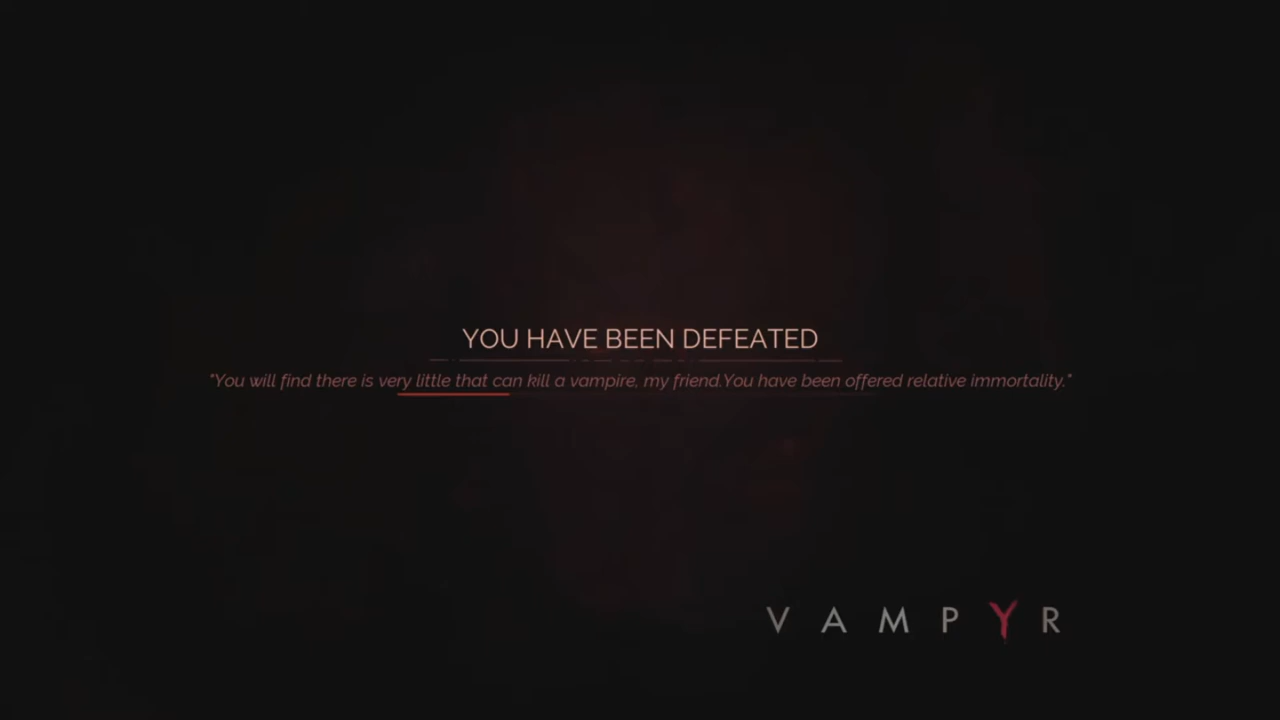 YOU HAVE BEEN DEFEATED
"You will find there is very little that can kill a vampire, my friend.You have been offered relative immortality."
VAMPYR